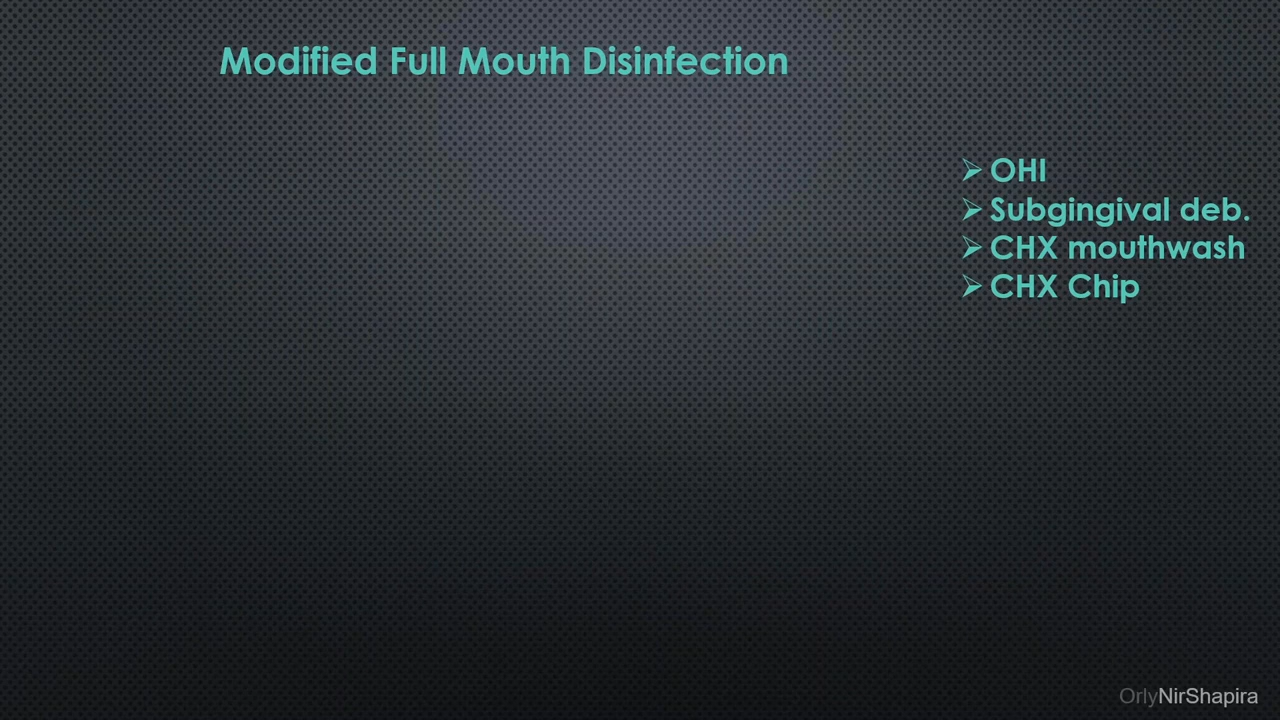 Modified Full Mouth Disinfection
➢ OHI
➢ Subgingival deb.
➢ CHX mouthwash
➢ CHX Chip
OrlyNirShapira